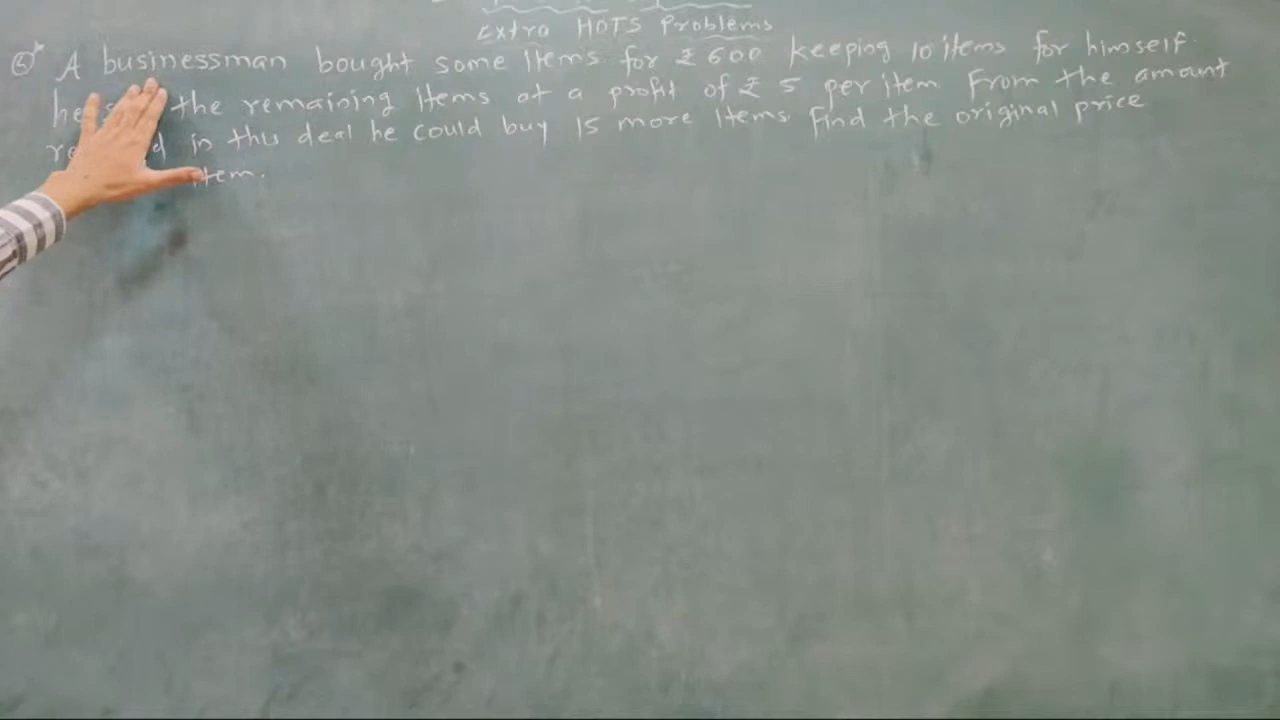 Extra HOTS Problems
6* A businessman bought some items for ₹ 600 keeping 10 items for himself
he the remaining items at a profit of ₹ 5 per item. From the amount
in this deal he could buy 15 more items. Find the original price
item.